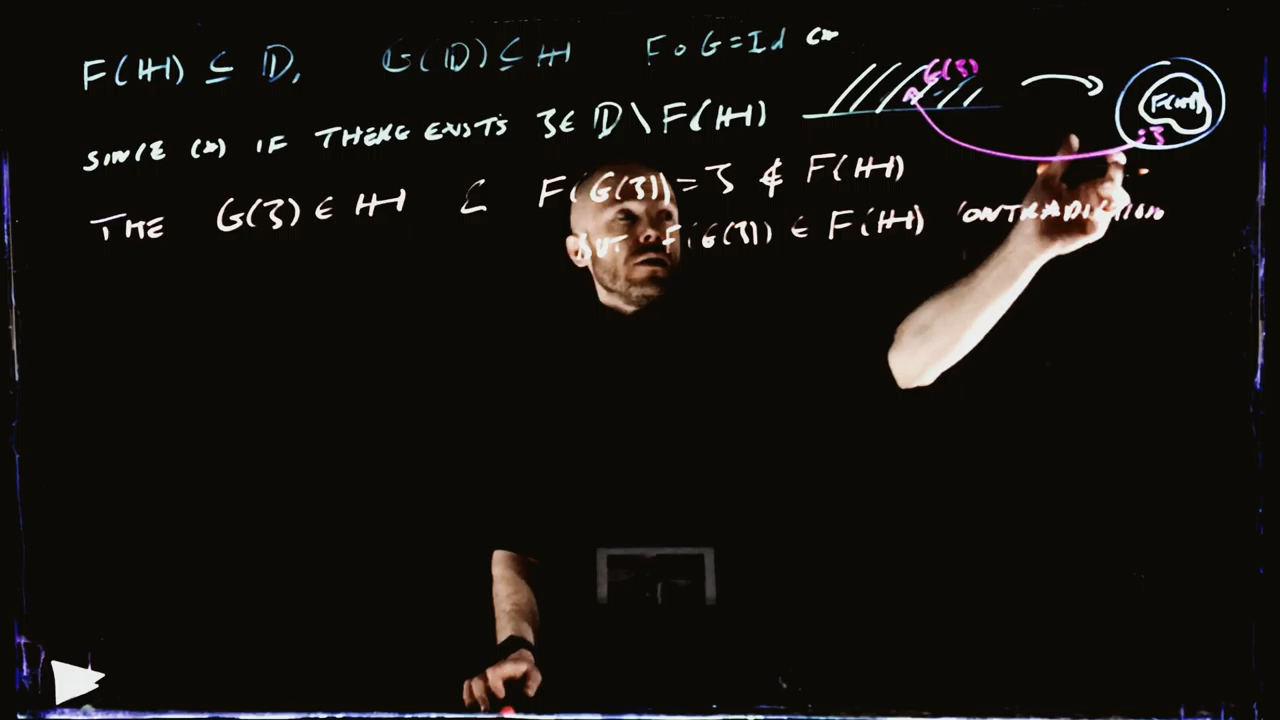 F(ℍ) ⊆ 𝔻, G(𝔻) ⊆ ℍ F∘G = Id (*)
SINCE (*) IF THERE EXISTS ζ ∈ 𝔻 \ F(ℍ)
THE G(ζ) ∈ ℍ & F(G(ζ)) = ζ ∉ F(ℍ)
BUT F(G(ζ)) ∈ F(ℍ) CONTRADICTION
G(ζ)
F(ℍ)
ζ